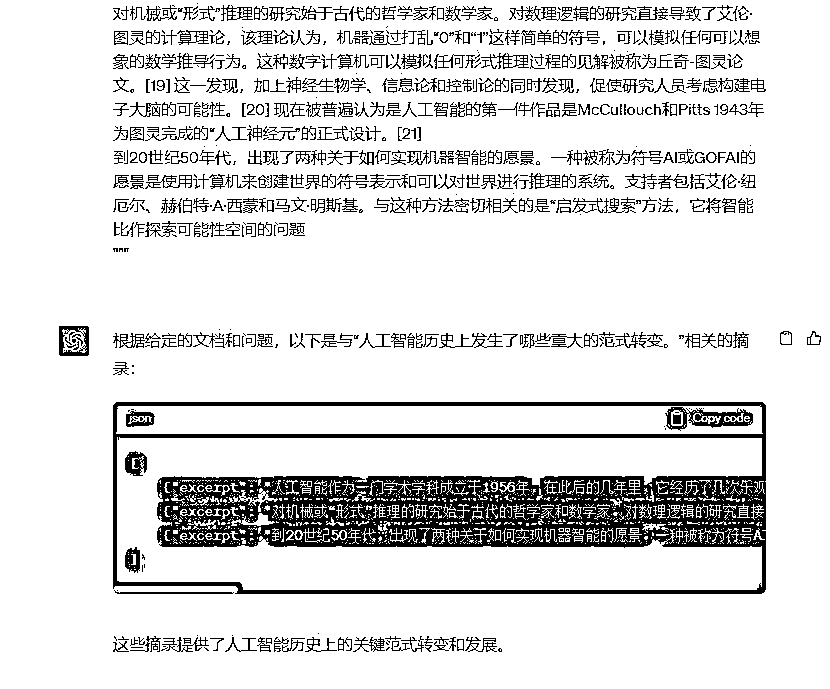 对机械或“形式”推理的研究始于古代的哲学家和数学家。对数理逻辑的研究直接导致了艾伦·
图灵的计算理论，该理论认为，机器通过打乱“0”和“1”这样简单的符号，可以模拟任何可以想
象的数学推导行为。这种数字计算机可以模拟任何形式推理过程的见解被称为丘奇-图灵论
文。[19] 这一发现，加上神经生物学、信息论和控制论的同时发现，促使研究人员考虑构建电
子大脑的可能性。[20] 现在被普遍认为是人工智能的第一件作品是McCullouch和Pitts 1943年
为图灵完成的“人工神经元”的正式设计。[21]
到20世纪50年代，出现了两种关于如何实现机器智能的愿景。一种被称为符号AI或GOFAI的
愿景是使用计算机来创建世界的符号表示和可以对世界进行推理的系统。支持者包括艾伦·纽
厄尔、赫伯特·A·西蒙和马文·明斯基。与这种方法密切相关的是“启发式搜索”方法，它将智能
比作探索可能性空间的问题
"""
根据给定的文档和问题，以下是与“人工智能历史上发生了哪些重大的范式转变。”相关的摘
录：
json Copy code
[
{"excerpt": "人工智能作为一门学术学科成立于1956年，在此后的几年里，它经历了几次乐观
{"excerpt": "对机械或“形式”推理的研究始于古代的哲学家和数学家。对数理逻辑的研究直接
{"excerpt": "到20世纪50年代，出现了两种关于如何实现机器智能的愿景。一种被称为符号A
]
这些摘录提供了人工智能历史上的关键范式转变和发展。